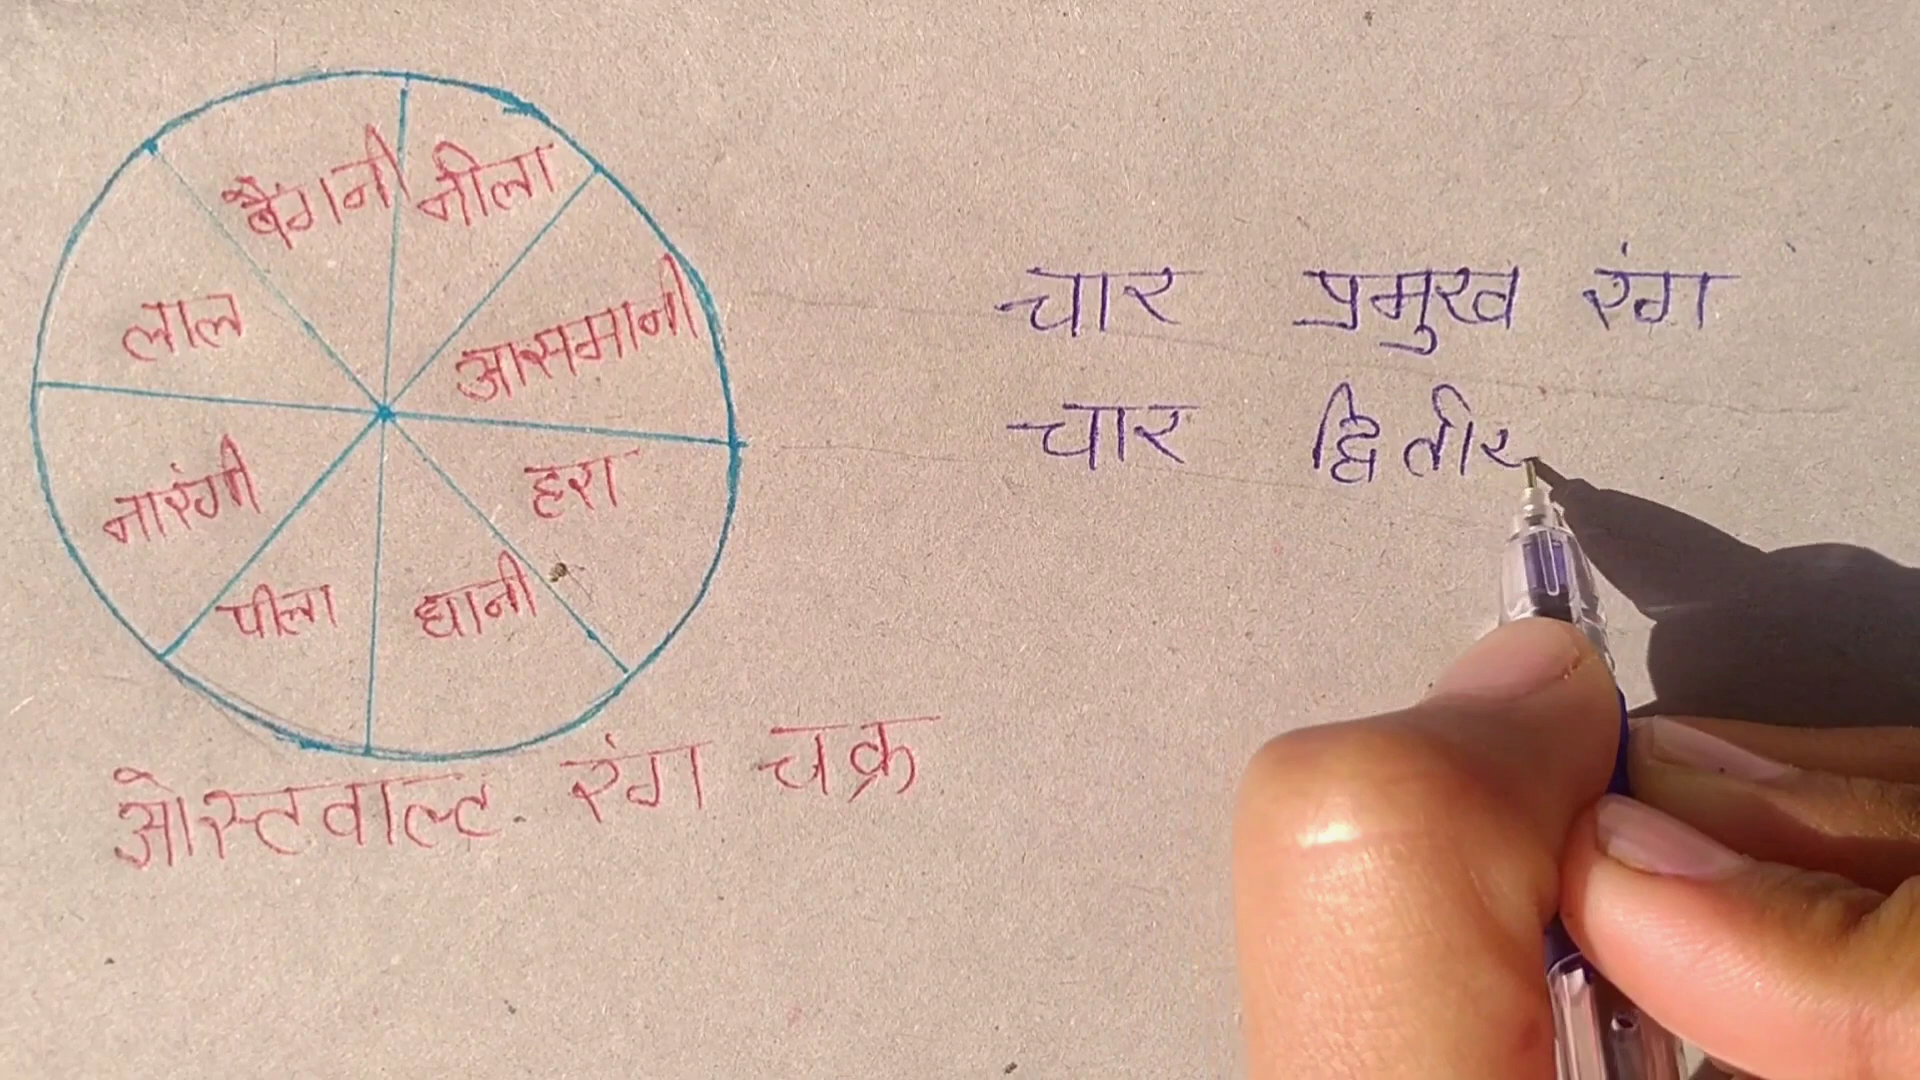 बैंगनी
नीला
लाल
आसमानी
नारंगी
हरा
पीला
धानी
ओस्टवाल्ट रंग चक्र
चार प्रमुख रंग
चार